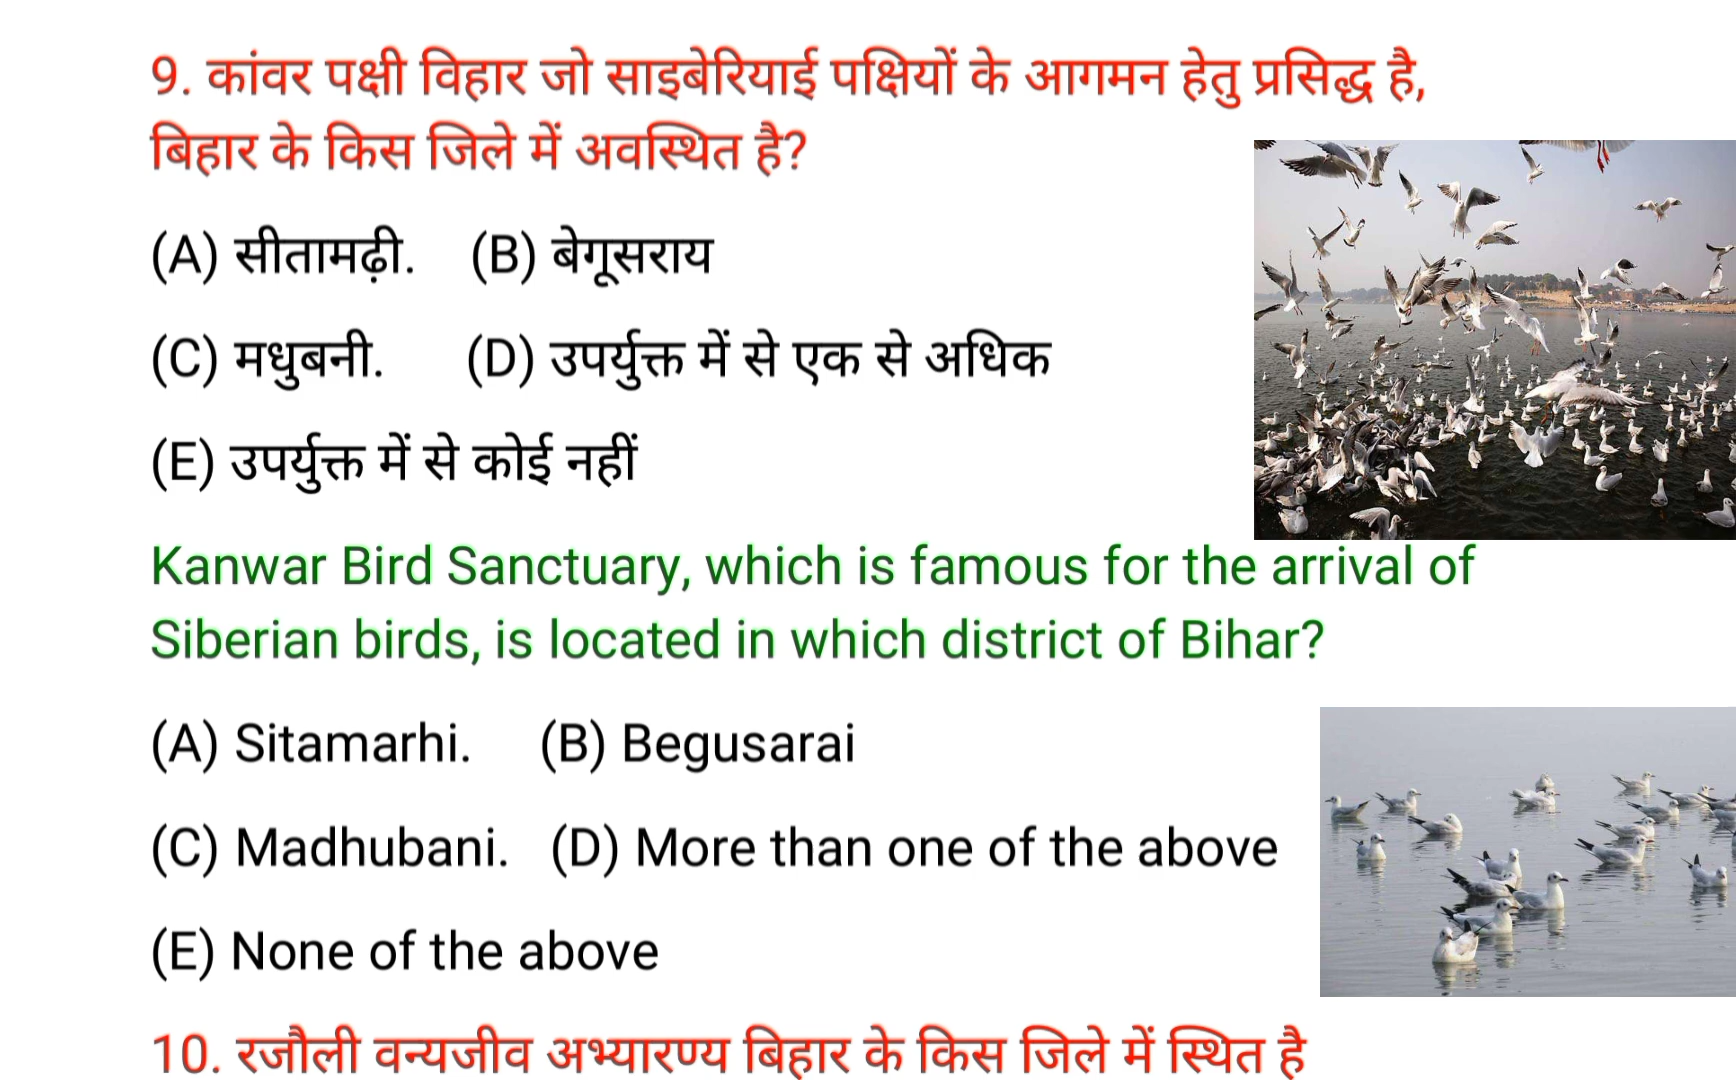 9. कांवर पक्षी विहार जो साइबेरियाई पक्षियों के आगमन हेतु प्रसिद्ध है,
बिहार के किस जिले में अवस्थित है?
(A) सीतामढ़ी. (B) बेगूसराय
(C) मधुबनी. (D) उपर्युक्त में से एक से अधिक
(E) उपर्युक्त में से कोई नहीं
Kanwar Bird Sanctuary, which is famous for the arrival of
Siberian birds, is located in which district of Bihar?
(A) Sitamarhi. (B) Begusarai
(C) Madhubani. (D) More than one of the above
(E) None of the above
10. रजौली वन्यजीव अभ्यारण्य बिहार के किस जिले में स्थित है